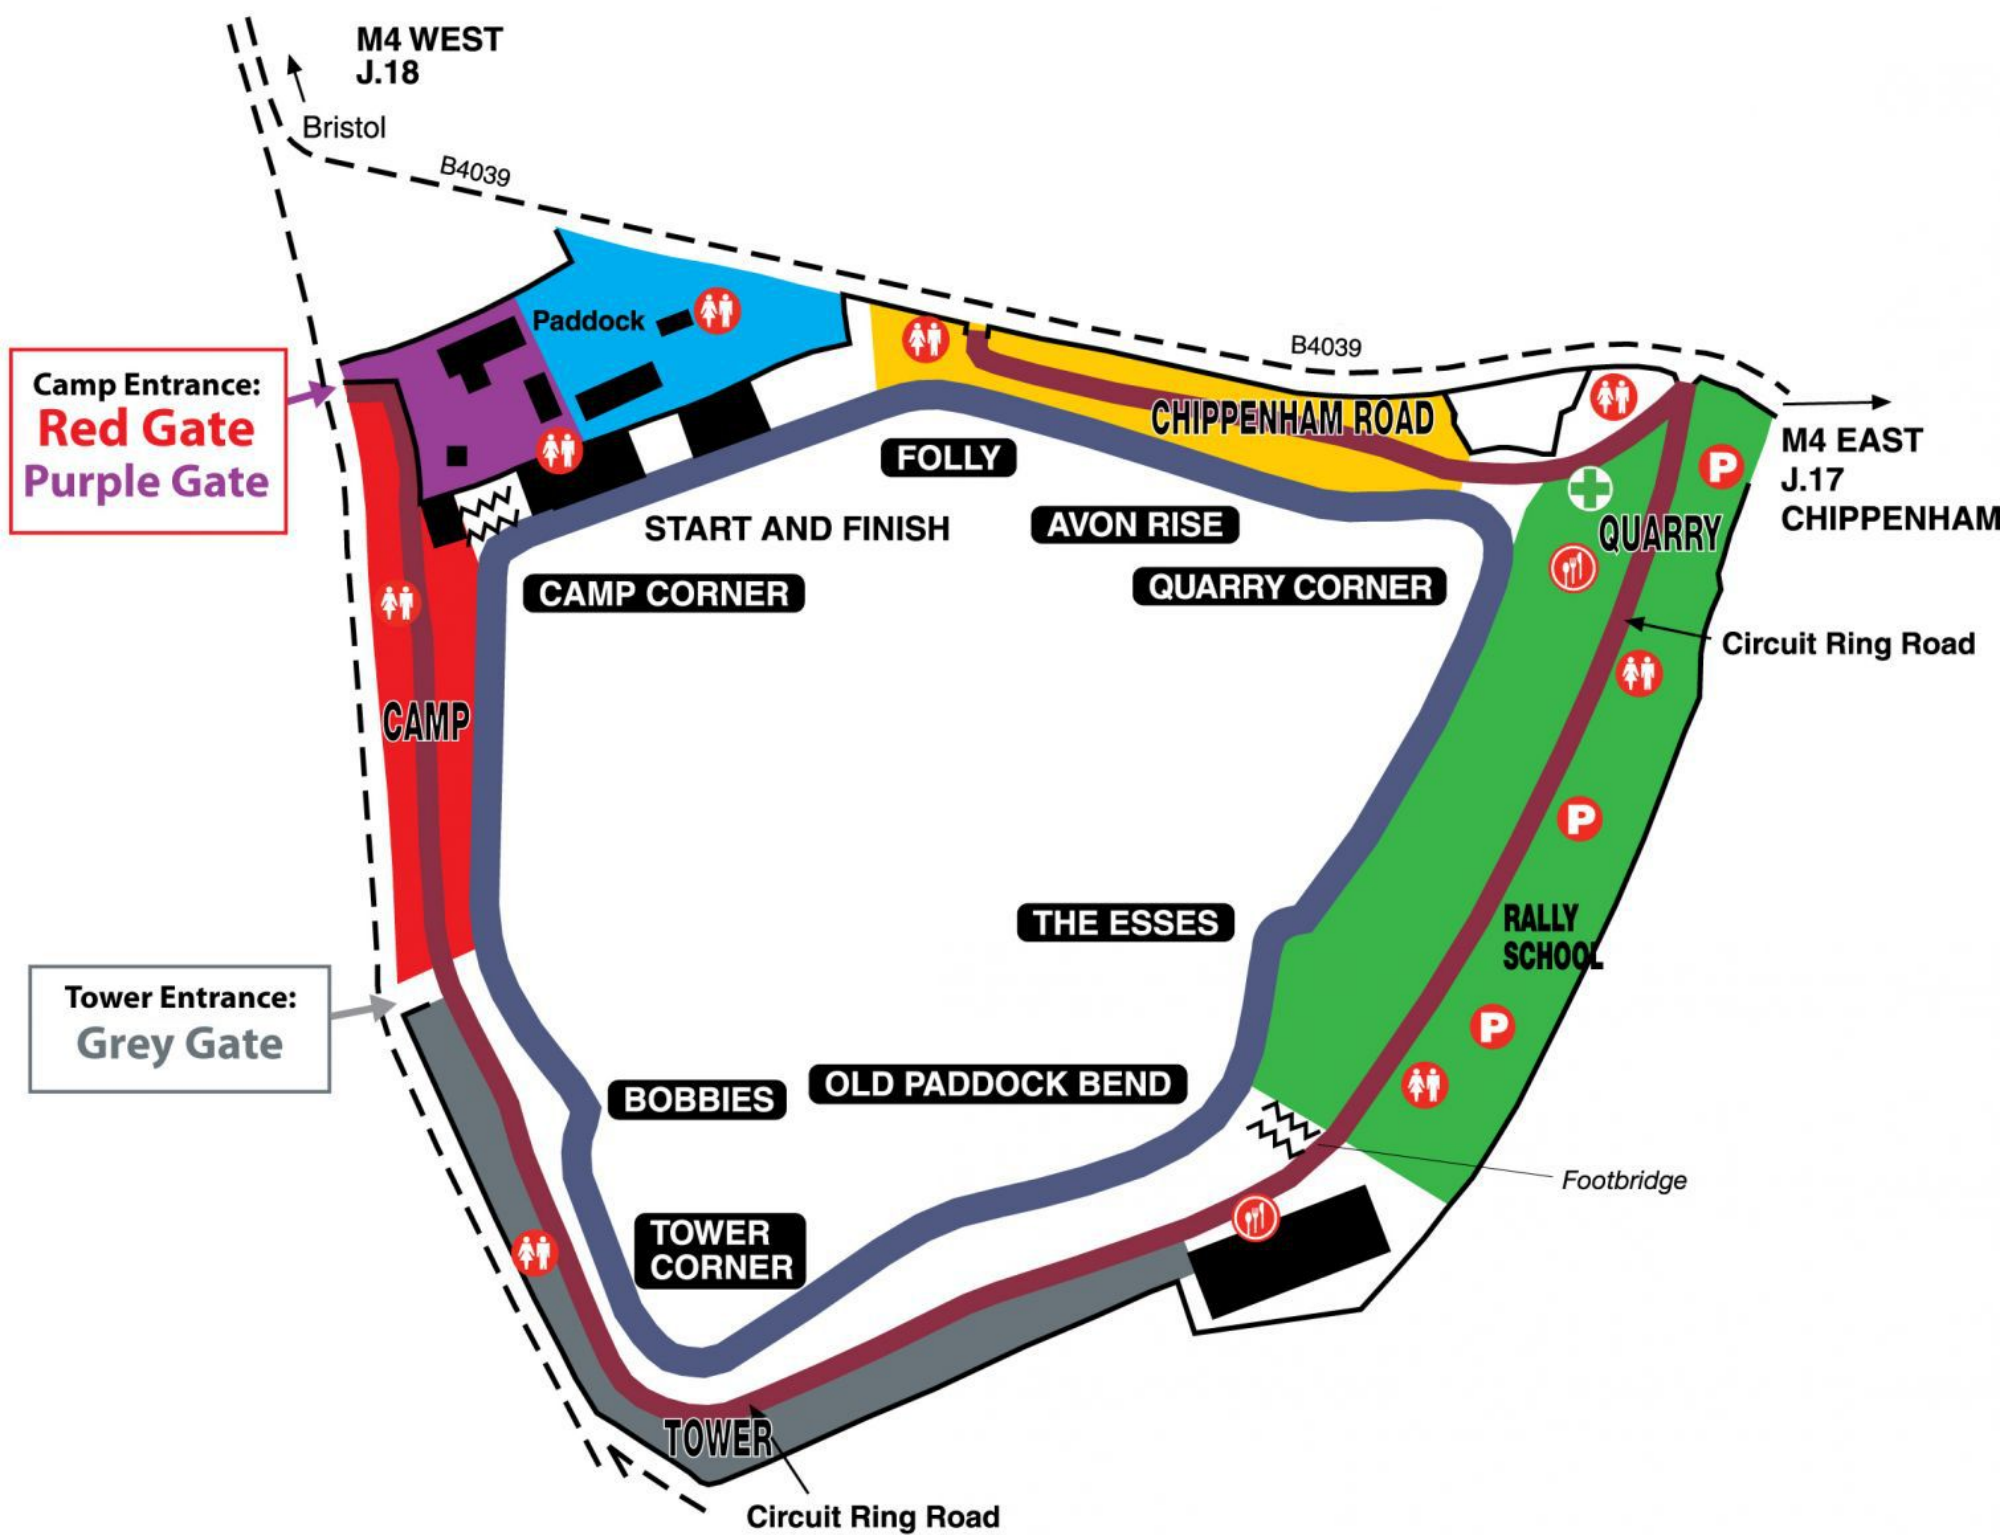 M4 WEST
J.18
Bristol
B4039
Paddock
B4039
Camp Entrance:
Red Gate
Purple Gate
CHIPPENHAM ROAD
P
M4 EAST
J.17
CHIPPENHAM
FOLLY
START AND FINISH
AVON RISE
QUARRY
CAMP CORNER
QUARRY CORNER
Circuit Ring Road
CAMP
P
THE ESSES
RALLY
SCHOOL
Tower Entrance:
Grey Gate
P
BOBBIES
OLD PADDOCK BEND
Footbridge
TOWER
CORNER
TOWER
Circuit Ring Road